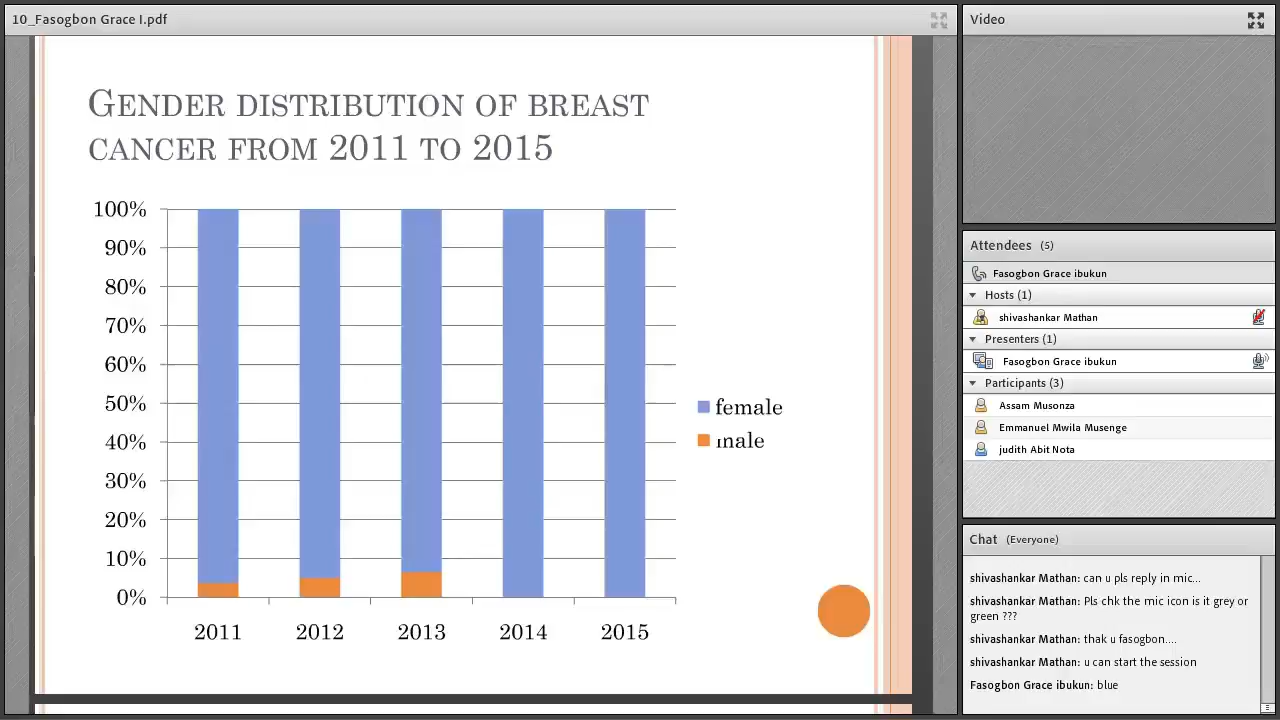 10_Fasogbon Grace I.pdf
GENDER DISTRIBUTION OF BREAST
CANCER FROM 2011 TO 2015
100%
90%
80%
70%
60%
50%
40%
30%
20%
10%
0%
2011 2012 2013 2014 2015
female
male
Video
Attendees (5)
Fasogbon Grace ibukun
Hosts (1)
shivashankar Mathan
Presenters (1)
Fasogbon Grace ibukun
Participants (3)
Assam Musonza
Emmanuel Mwila Musenge
judith Abit Nota
Chat (Everyone)
shivashankar Mathan: can u pls reply in mic...
shivashankar Mathan: Pls chk the mic icon is it grey or
green ???
shivashankar Mathan: thak u fasogbon....
shivashankar Mathan: u can start the session
Fasogbon Grace ibukun: blue